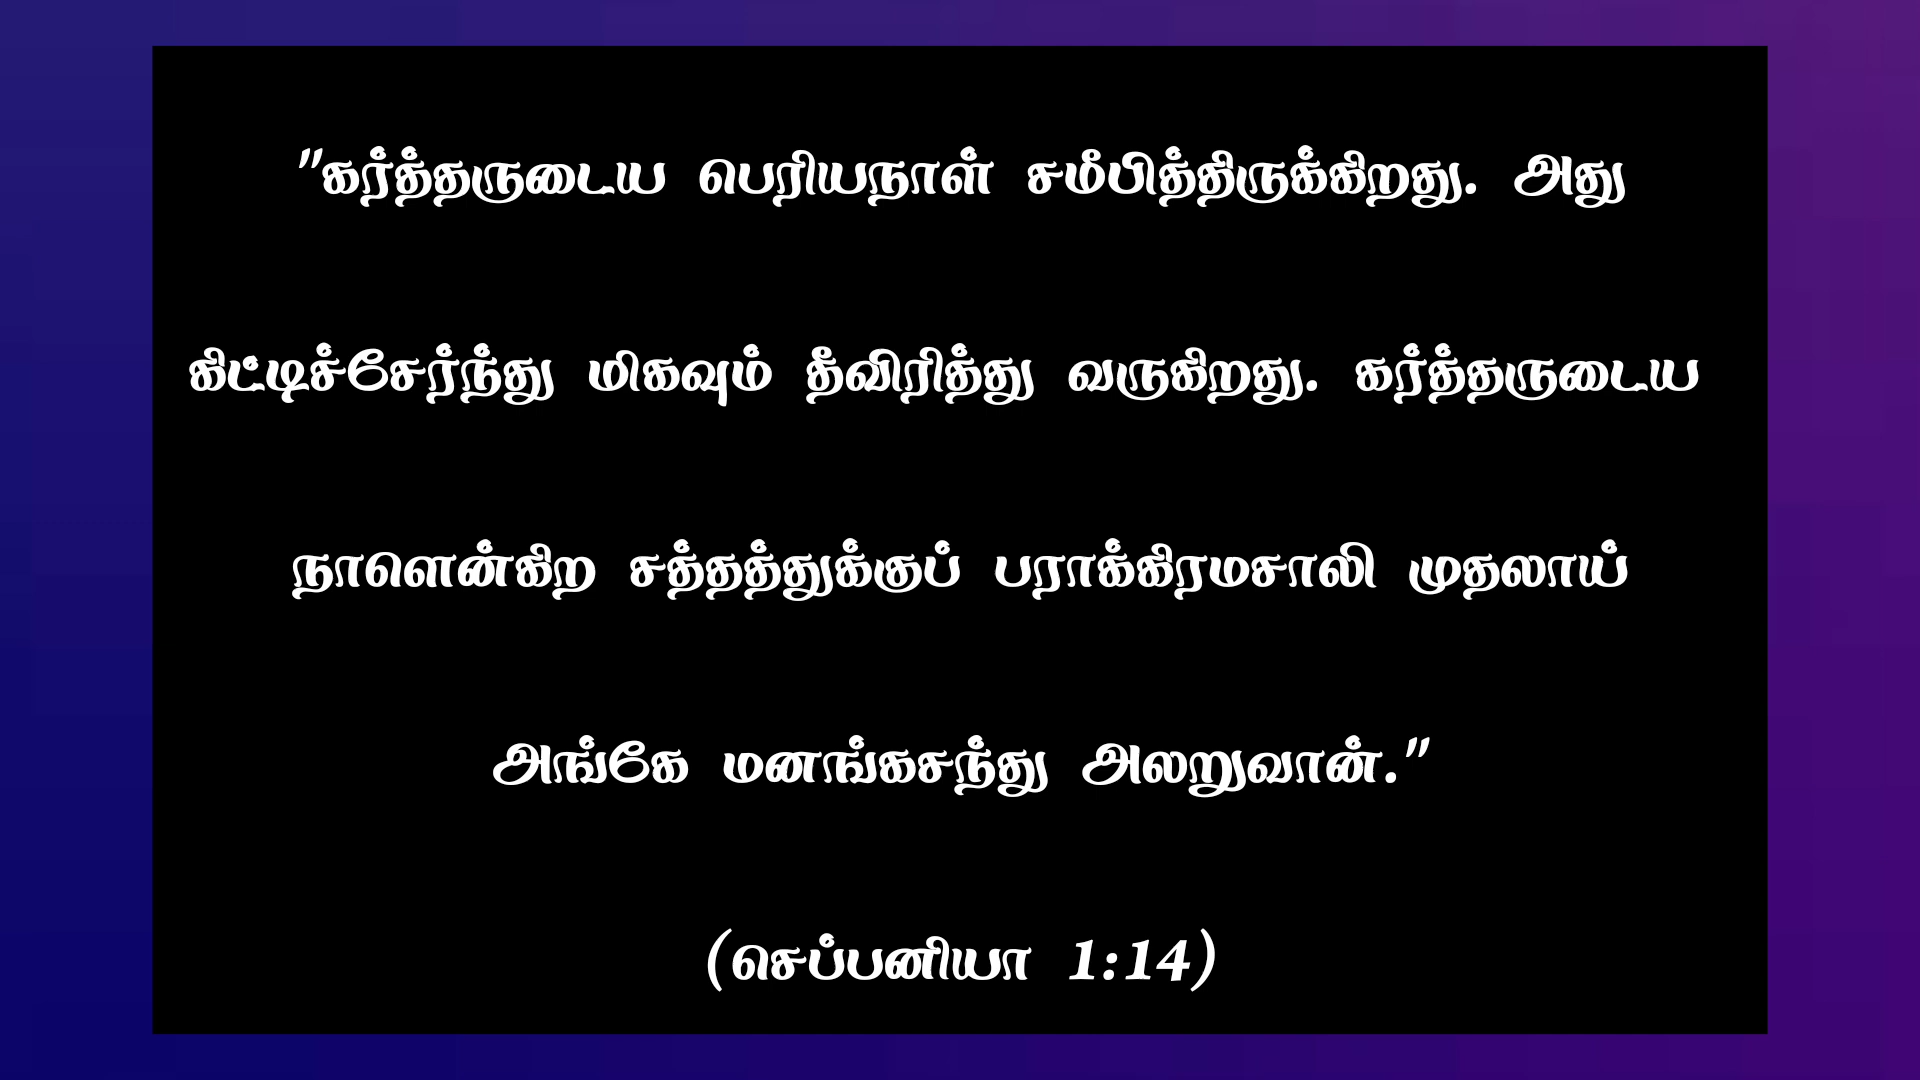 "கர்த்தருடைய பெரியநாள் சமீபித்திருக்கிறது. அது
கிட்டிச்சேர்ந்து மிகவும் தீவிரித்து வருகிறது. கர்த்தருடைய
நாளென்கிற சத்தத்துக்குப் பராக்கிரமசாலி முதலாய்
அங்கே மனங்கசந்து அலறுவான்."
(செப்பனியா 1:14)